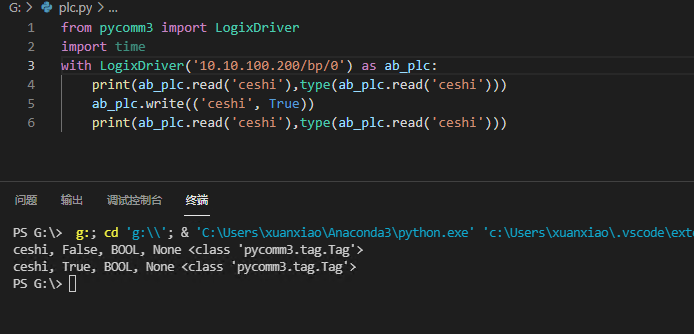 G: > plc.py > ...
1 from pycomm3 import LogixDriver
2 import time
3 with LogixDriver('10.10.100.200/bp/0') as ab_plc:
4 print(ab_plc.read('ceshi'),type(ab_plc.read('ceshi')))
5 ab_plc.write(('ceshi', True))
6 print(ab_plc.read('ceshi'),type(ab_plc.read('ceshi')))
问题 输出 调试控制台 终端
PS G:\> g:; cd 'g:\\'; & 'C:\Users\xuanxiao\Anaconda3\python.exe' 'c:\Users\xuanxiao\.vscode\exte
ceshi, False, BOOL, None <class 'pycomm3.tag.Tag'>
ceshi, True, BOOL, None <class 'pycomm3.tag.Tag'>
PS G:\>